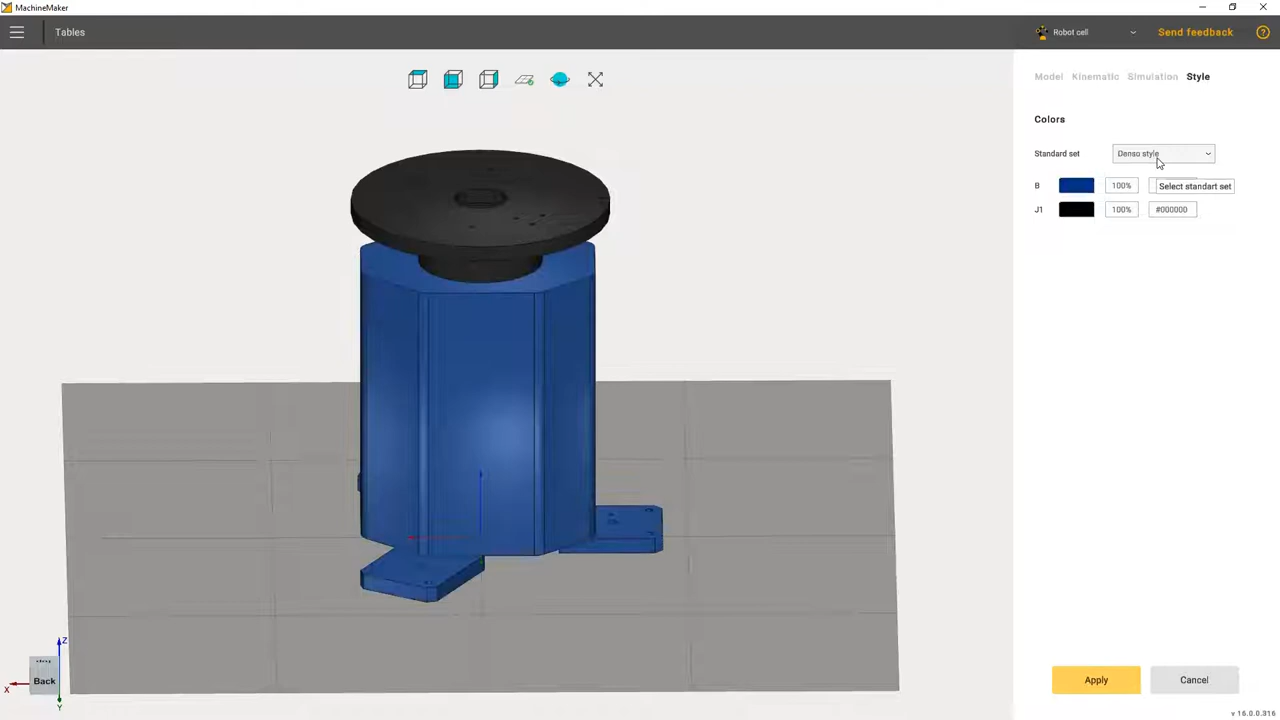 MachineMaker
Tables
Robot cell
Send feedback
Model Kinematic Simulation Style
Colors
Standard set
Denso style
B
100%
Select standart set
J1
100%
#000000
Z
Back
X
Y
Apply
Cancel
v 16.0.0.316